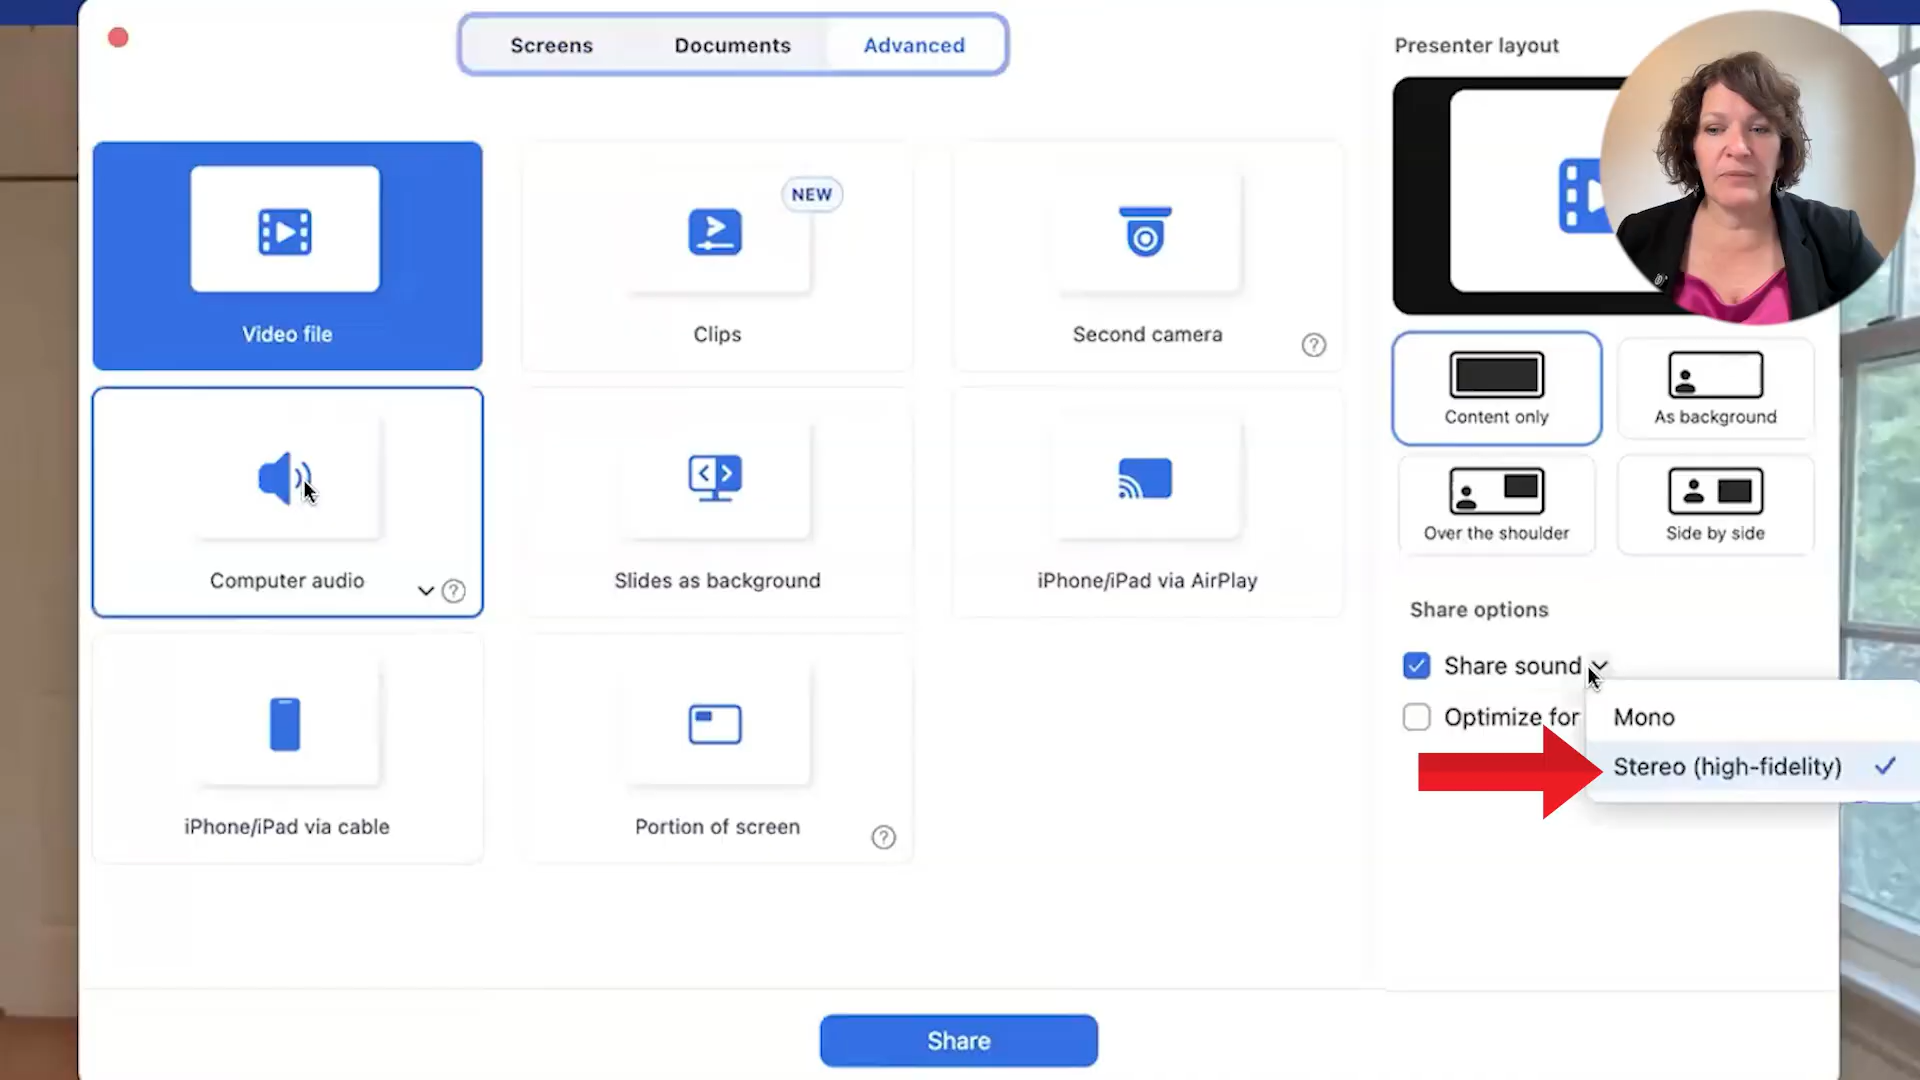 Screens
Documents
Advanced
Presenter layout
Video file
NEW
Clips
Second camera
?
Content only
As background
Computer audio
?
Slides as background
iPhone/iPad via AirPlay
Over the shoulder
Side by side
Share options
Share sound
Optimize for
Mono
Stereo (high-fidelity)
iPhone/iPad via cable
Portion of screen
?
Share